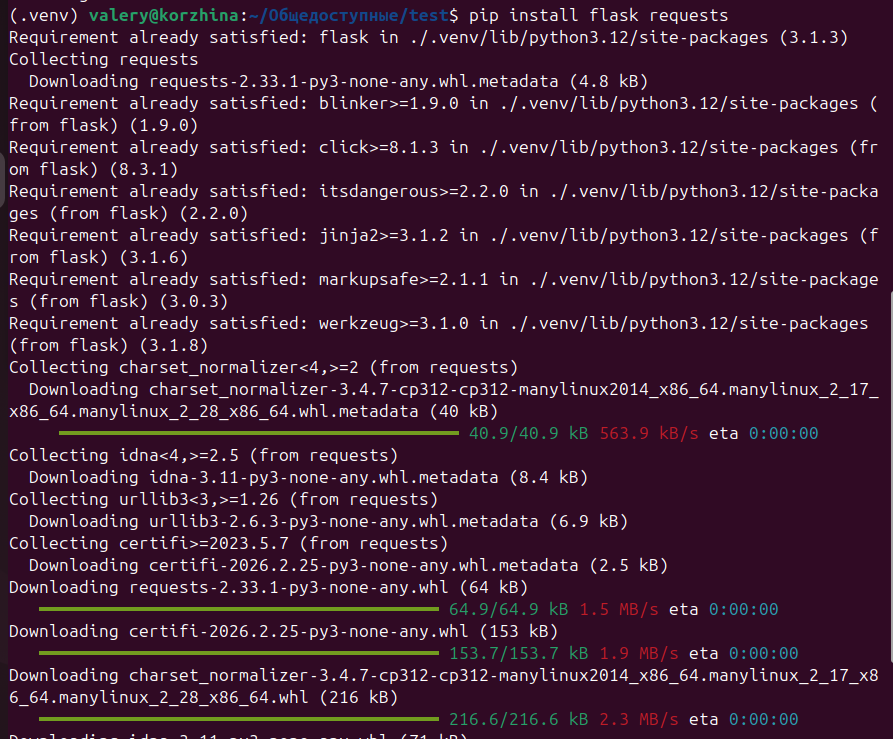 (.venv) valery@korzhina:~/Общедоступные/test$ pip install flask requests
Requirement already satisfied: flask in ./.venv/lib/python3.12/site-packages (3.1.3)
Collecting requests
  Downloading requests-2.33.1-py3-none-any.whl.metadata (4.8 kB)
Requirement already satisfied: blinker>=1.9.0 in ./.venv/lib/python3.12/site-packages (
from flask) (1.9.0)
Requirement already satisfied: click>=8.1.3 in ./.venv/lib/python3.12/site-packages (fr
om flask) (8.3.1)
Requirement already satisfied: itsdangerous>=2.2.0 in ./.venv/lib/python3.12/site-packa
ges (from flask) (2.2.0)
Requirement already satisfied: jinja2>=3.1.2 in ./.venv/lib/python3.12/site-packages (f
rom flask) (3.1.6)
Requirement already satisfied: markupsafe>=2.1.1 in ./.venv/lib/python3.12/site-package
s (from flask) (3.0.3)
Requirement already satisfied: werkzeug>=3.1.0 in ./.venv/lib/python3.12/site-packages
(from flask) (3.1.8)
Collecting charset_normalizer<4,>=2 (from requests)
  Downloading charset_normalizer-3.4.7-cp312-cp312-manylinux2014_x86_64.manylinux_2_17_
x86_64.manylinux_2_28_x86_64.whl.metadata (40 kB)
40.9/40.9 kB 563.9 kB/s eta 0:00:00
Collecting idna<4,>=2.5 (from requests)
  Downloading idna-3.11-py3-none-any.whl.metadata (8.4 kB)
Collecting urllib3<3,>=1.26 (from requests)
  Downloading urllib3-2.6.3-py3-none-any.whl.metadata (6.9 kB)
Collecting certifi>=2023.5.7 (from requests)
  Downloading certifi-2026.2.25-py3-none-any.whl.metadata (2.5 kB)
Downloading requests-2.33.1-py3-none-any.whl (64 kB)
64.9/64.9 kB 1.5 MB/s eta 0:00:00
Downloading certifi-2026.2.25-py3-none-any.whl (153 kB)
153.7/153.7 kB 1.9 MB/s eta 0:00:00
Downloading charset_normalizer-3.4.7-cp312-cp312-manylinux2014_x86_64.manylinux_2_17_x8
6_64.manylinux_2_28_x86_64.whl (216 kB)
216.6/216.6 kB 2.3 MB/s eta 0:00:00
Downloading idna-3.11-py3-none-any.whl (71 kB)